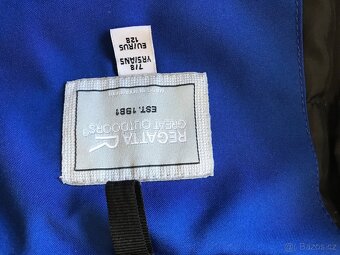 REGATTA
GREAT OUTDOORS®
EST. 1981
7/8
YRS/ANS
EU/RUS
128
© Bazos.cz